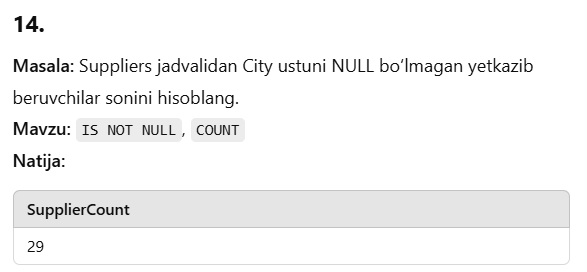 14.
Masala: Suppliers jadvalidan City ustuni NULL bo‘lmagan yetkazib
beruvchilar sonini hisoblang.
Mavzu: IS NOT NULL, COUNT
Natija:
SupplierCount
29